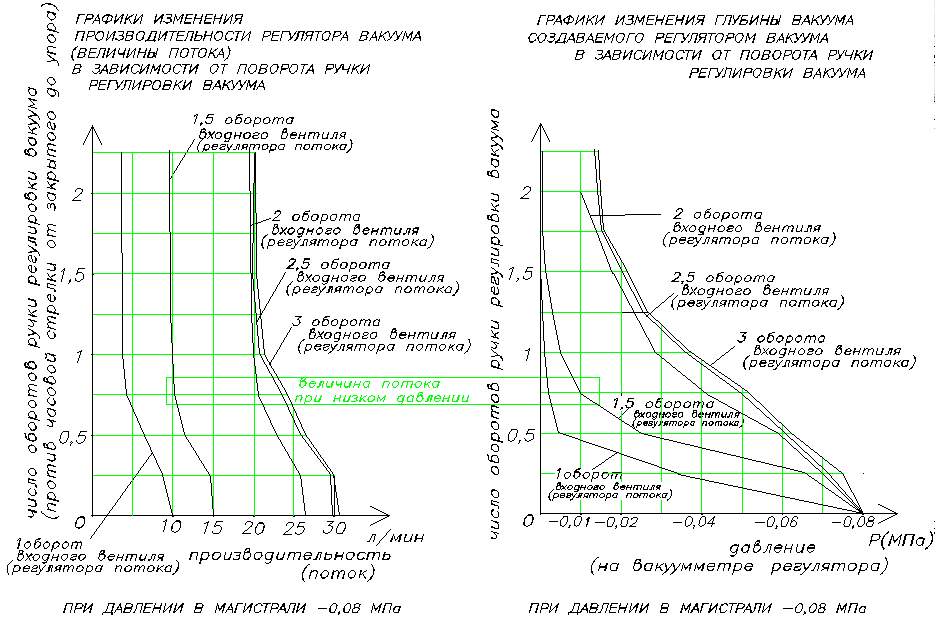 ГРАФИКИ ИЗМЕНЕНИЯ
ПРОИЗВОДИТЕЛЬНОСТИ РЕГУЛЯТОРА ВАКУУМА
(ВЕЛИЧИНЫ ПОТОКА)
В ЗАВИСИМОСТИ ОТ ПОВОРОТА РУЧКИ
РЕГУЛИРОВКИ ВАКУУМА
число оборотов ручки регулировки вакуума
(против часовой стрелки от закрытого до упора)
1,5 оборота
входного вентиля
(регулятора потока)
2
2 оборота
входного вентиля
(регулятора потока)
2,5 оборота
входного вентиля
(регулятора потока)
1,5
3 оборота
входного вентиля
(регулятора потока)
1
величина потока
при низком давлении
0,5
0
10
15
20
25
30
л/мин
1оборот
входного вентиля
(регулятора потока)
производительность
(поток)
ПРИ ДАВЛЕНИИ В МАГИСТРАЛИ -0,08 МПа
ГРАФИКИ ИЗМЕНЕНИЯ ГЛУБИНЫ ВАКУУМА
СОЗДАВАЕМОГО РЕГУЛЯТОРОМ ВАКУУМА
В ЗАВИСИМОСТИ ОТ ПОВОРОТА РУЧКИ
РЕГУЛИРОВКИ ВАКУУМА
число оборотов ручки регулировки вакуума
2
2 оборота
входного вентиля
(регулятора потока)
1,5
2,5 оборота
входного вентиля
(регулятора потока)
3 оборота
входного вентиля
(регулятора потока)
1
1,5 оборота
входного вентиля
(регулятора потока)
0,5
1оборот
входного вентиля
(регулятора потока)
0
-0,01
-0,02
-0,04
-0,06
-0,08
P(МПа)
давление
(на вакуумметре регулятора)
ПРИ ДАВЛЕНИИ В МАГИСТРАЛИ -0,08 МПа